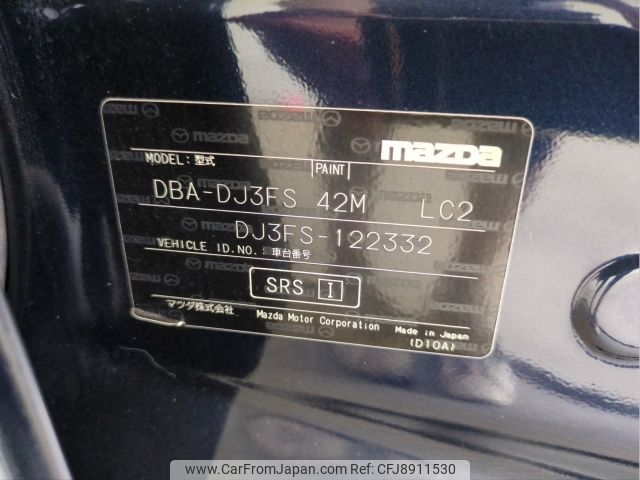 mazda
MODEL:型式 PAINT
DBA-DJ3FS 42M LC2
DJ3FS-122332
VEHICLE ID.NO.:車台番号
SRS I
マツダ株式会社 Mazda Motor Corporation Made in Japan
(D10A)
www.CarFromJapan.com ID:CFJ8911530